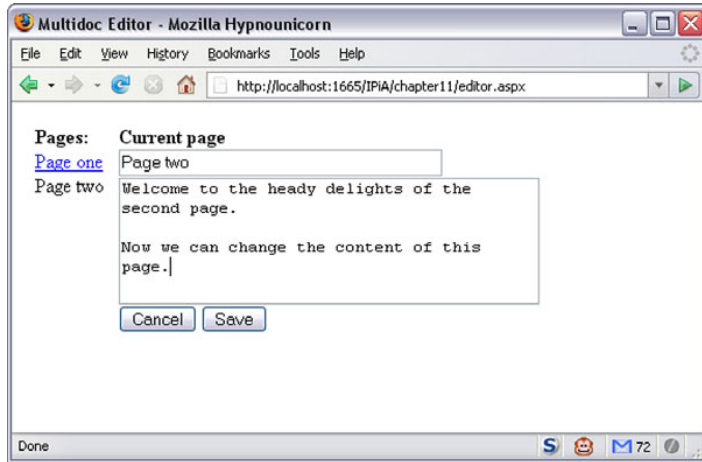 Multidoc Editor - Mozilla Hypnounicorn
File Edit View History Bookmarks Tools Help
http://localhost:1665/IPiA/chapter11/editor.aspx
Pages: Current page
Page one Page two
Page two Welcome to the heady delights of the
second page.
Now we can change the content of this
page.
Cancel Save
Done S 72